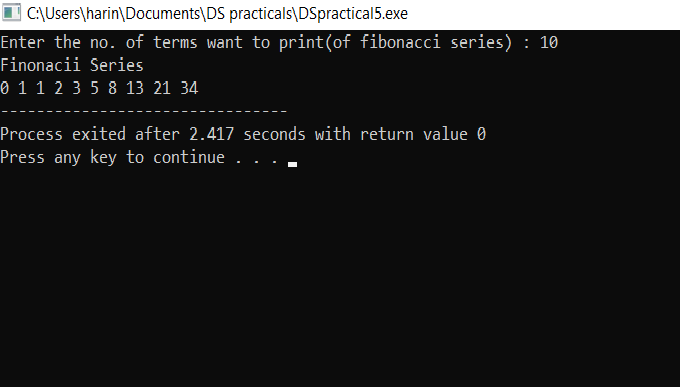 C:\Users\harin\Documents\DS practicals\DSpractical5.exe
Enter the no. of terms want to print(of fibonacci series) : 10
Finonacii Series
0 1 1 2 3 5 8 13 21 34
--------------------------------
Process exited after 2.417 seconds with return value 0
Press any key to continue . . .